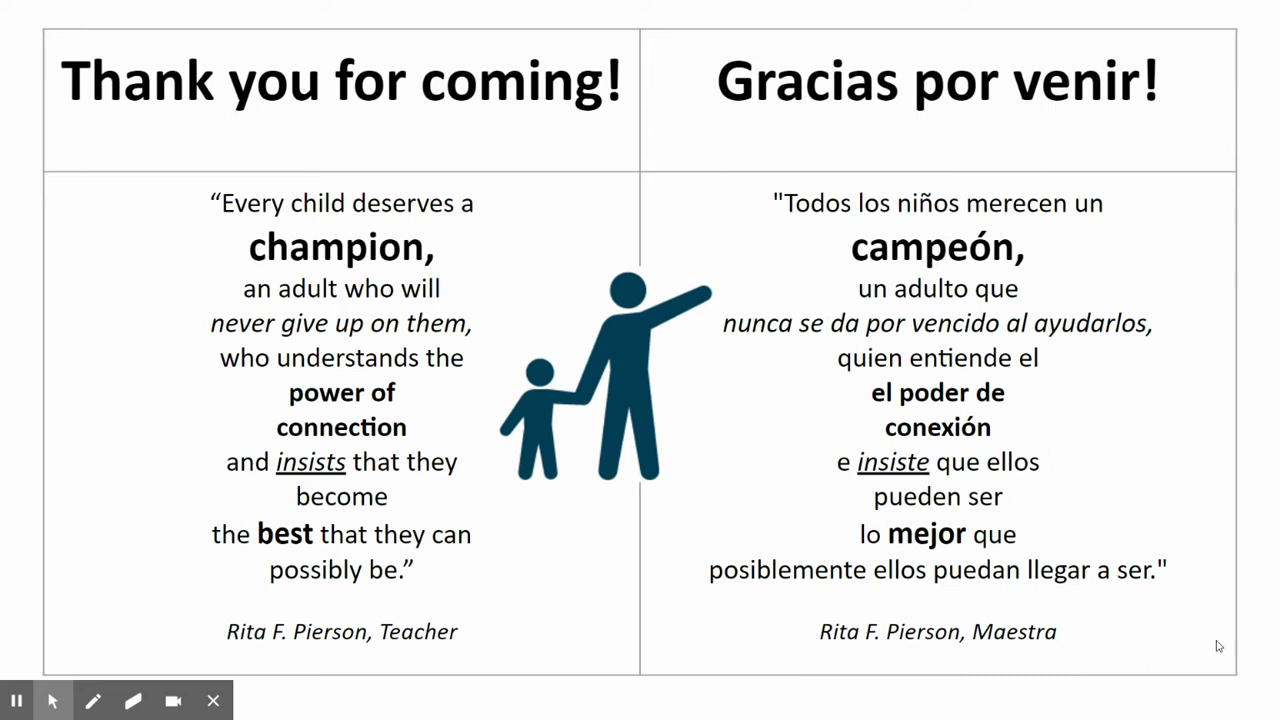 Thank you for coming!
“Every child deserves a
champion,
an adult who will
never give up on them,
who understands the
power of
connection
and insists that they
become
the best that they can
possibly be.”
Rita F. Pierson, Teacher
Gracias por venir!
"Todos los niños merecen un
campeón,
un adulto que
nunca se da por vencido al ayudarlos,
quien entiende el
el poder de
conexión
e insiste que ellos
pueden ser
lo mejor que
posiblemente ellos puedan llegar a ser."
Rita F. Pierson, Maestra